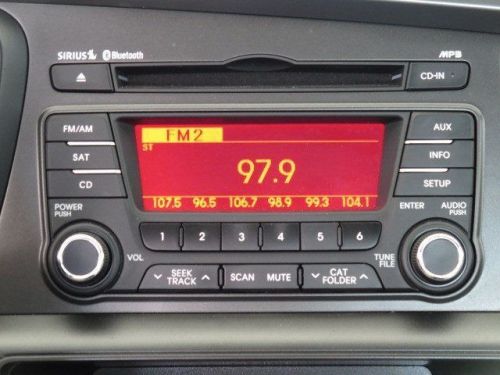 SIRIUS Bluetooth MP3
CD-IN
FM/AM FM2 AUX
ST
SAT 97.9 INFO
CD 107.5 96.5 106.7 98.9 99.3 104.1 SETUP
POWER PUSH ENTER AUDIO PUSH
1 2 3 4 5 6
VOL SEEK TRACK SCAN MUTE CAT FOLDER TUNE FILE